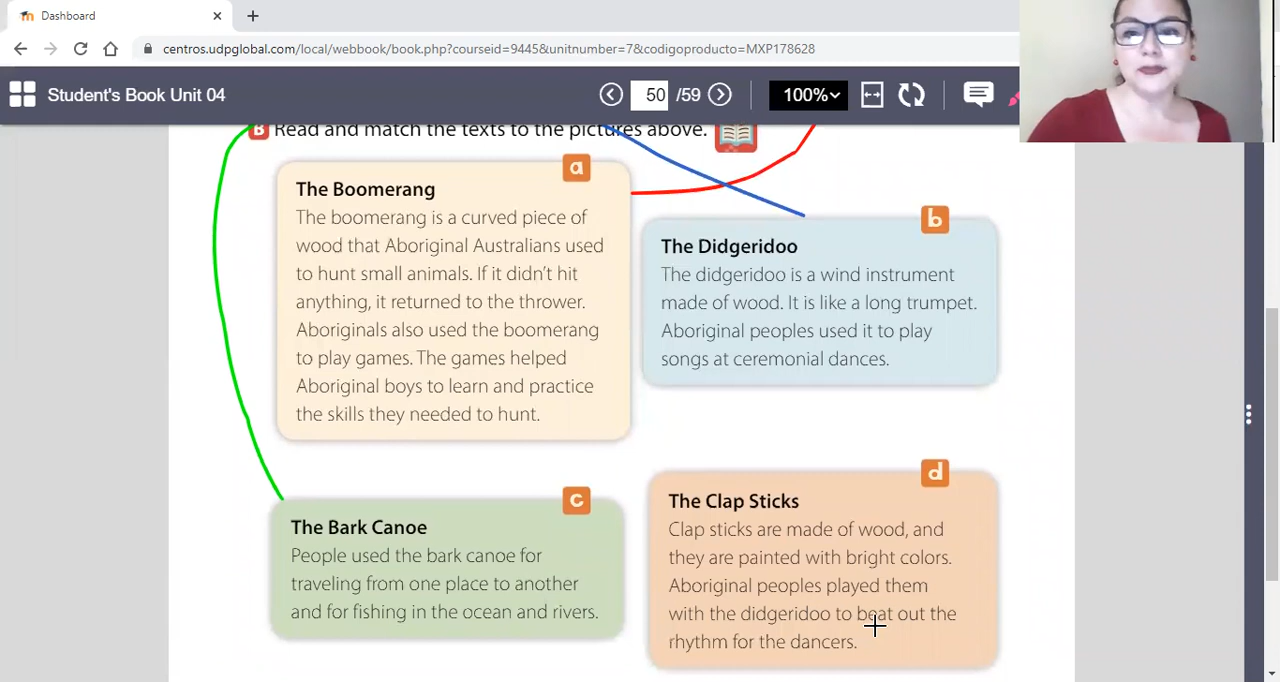 Dashboard
centros.udpglobal.com/local/webbook/book.php?courseid=9445&unitnumber=7&codigoproducto=MXP178628
Student's Book Unit 04
50 /59
100%
B Read and match the texts to the pictures above.
a
The Boomerang
The boomerang is a curved piece of
wood that Aboriginal Australians used
to hunt small animals. If it didn't hit
anything, it returned to the thrower.
Aboriginals also used the boomerang
to play games. The games helped
Aboriginal boys to learn and practice
the skills they needed to hunt.
b
The Didgeridoo
The didgeridoo is a wind instrument
made of wood. It is like a long trumpet.
Aboriginal peoples used it to play
songs at ceremonial dances.
c
The Bark Canoe
People used the bark canoe for
traveling from one place to another
and for fishing in the ocean and rivers.
d
The Clap Sticks
Clap sticks are made of wood, and
they are painted with bright colors.
Aboriginal peoples played them
with the didgeridoo to beat out the
rhythm for the dancers.